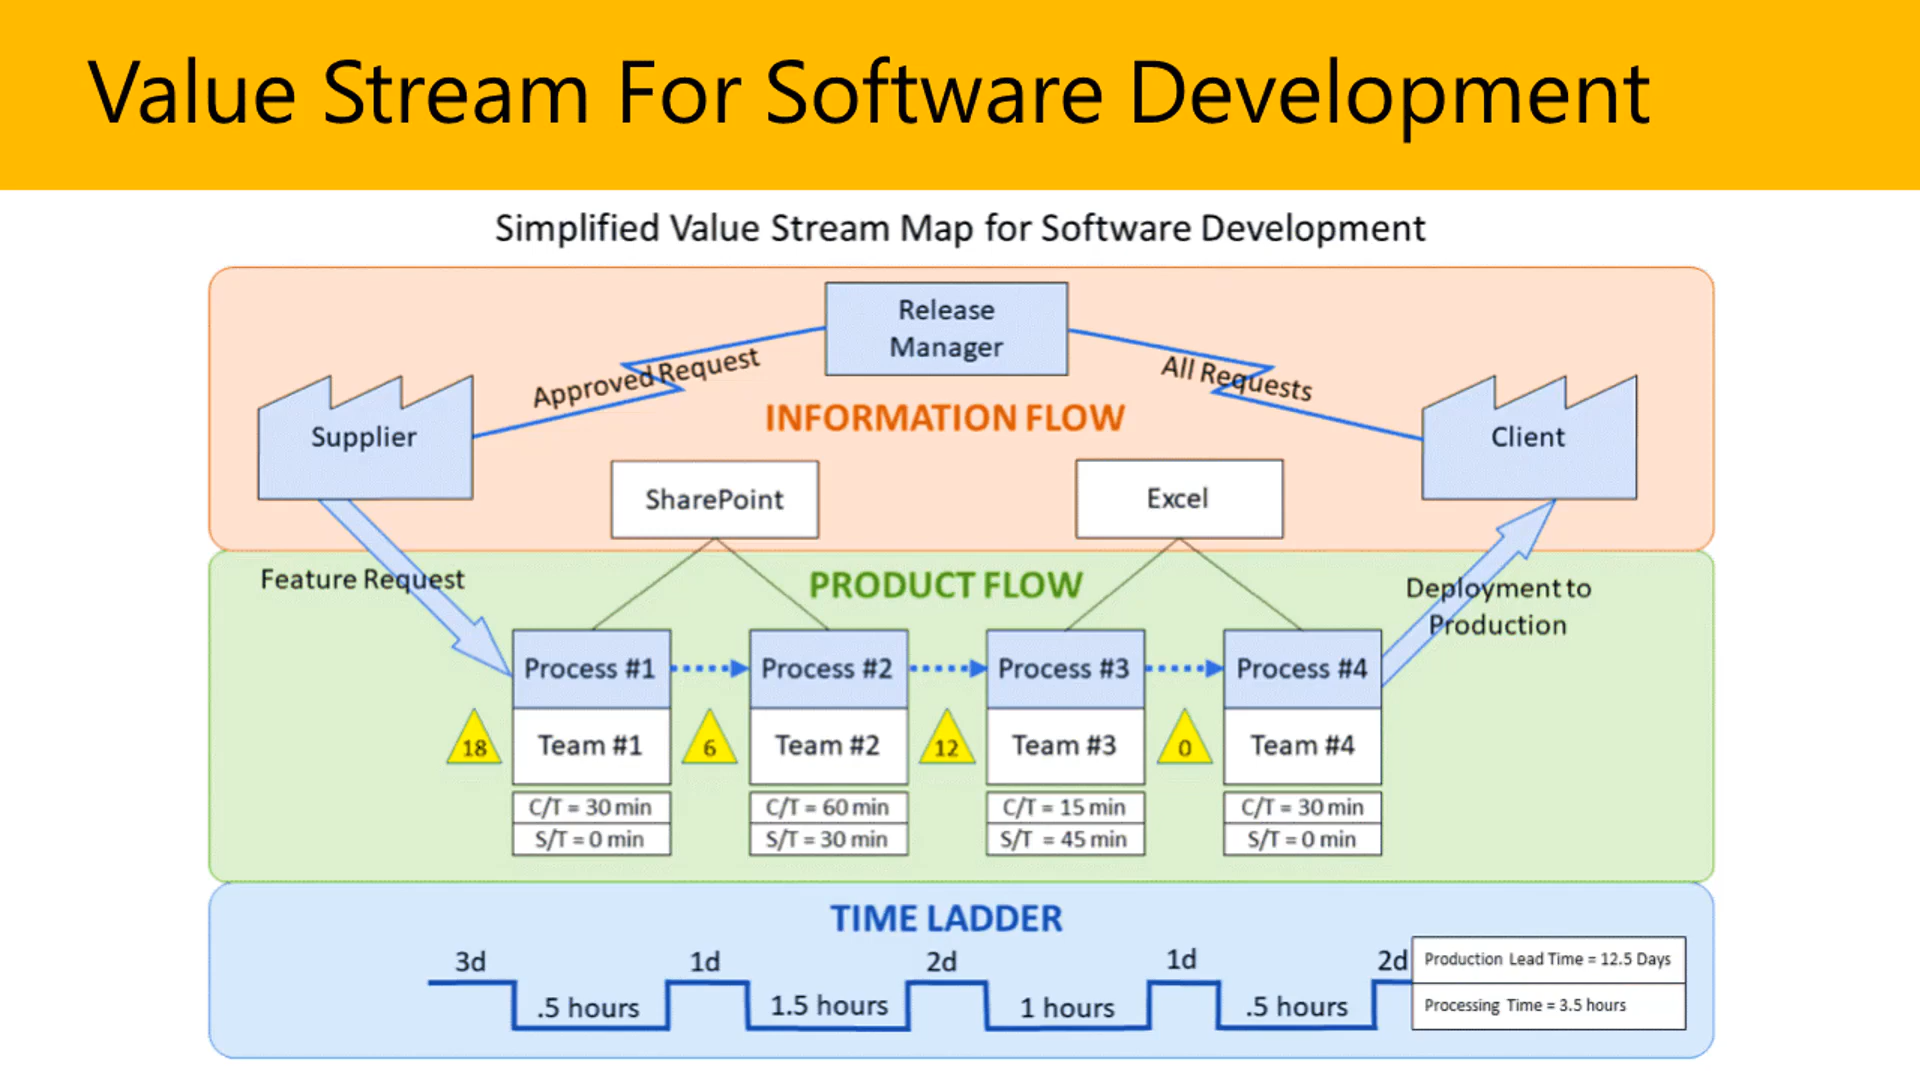 Value Stream For Software Development
Simplified Value Stream Map for Software Development
Release
Manager
Approved Request
All Requests
INFORMATION FLOW
Supplier
Client
SharePoint
Excel
Feature Request
PRODUCT FLOW
Deployment to
Production
Process #1
Process #2
Process #3
Process #4
18
Team #1
6
Team #2
12
Team #3
0
Team #4
C/T = 30 min
C/T = 60 min
C/T = 15 min
C/T = 30 min
S/T = 0 min
S/T = 30 min
S/T = 45 min
S/T = 0 min
TIME LADDER
3d
1d
2d
1d
2d
Production Lead Time = 12.5 Days
.5 hours
1.5 hours
1 hours
.5 hours
Processing Time = 3.5 hours